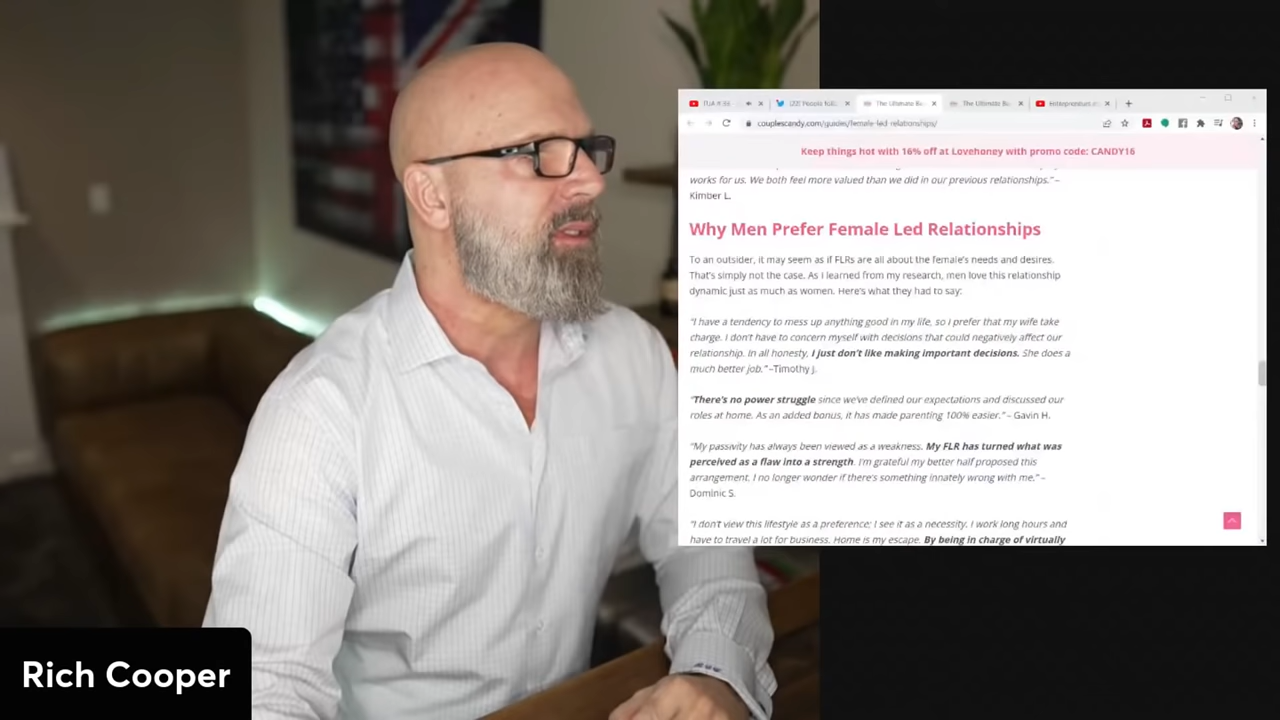 couplescandy.com/guides/female-led-relationships/
Keep things hot with 16% off at Lovehoney with promo code: CANDY16
works for us. We both feel more valued than we did in our previous relationships.” –
Kimber L.
Why Men Prefer Female Led Relationships
To an outsider, it may seem as if FLRs are all about the female's needs and desires.
That's simply not the case. As I learned from my research, men love this relationship
dynamic just as much as women. Here's what they had to say:
“I have a tendency to mess up anything good in my life, so I prefer that my wife take
charge. I don't have to concern myself with decisions that could negatively affect our
relationship. In all honesty, I just don't like making important decisions. She does a
much better job.” –Timothy J.
“There's no power struggle since we've defined our expectations and discussed our
roles at home. As an added bonus, it has made parenting 100% easier.” – Gavin H.
“My passivity has always been viewed as a weakness. My FLR has turned what was
perceived as a flaw into a strength. I'm grateful my better half proposed this
arrangement. I no longer wonder if there's something innately wrong with me.” –
Dominic S.
“I don't view this lifestyle as a preference; I see it as a necessity. I work long hours and
have to travel a lot for business. Home is my escape. By being in charge of virtually
Rich Cooper